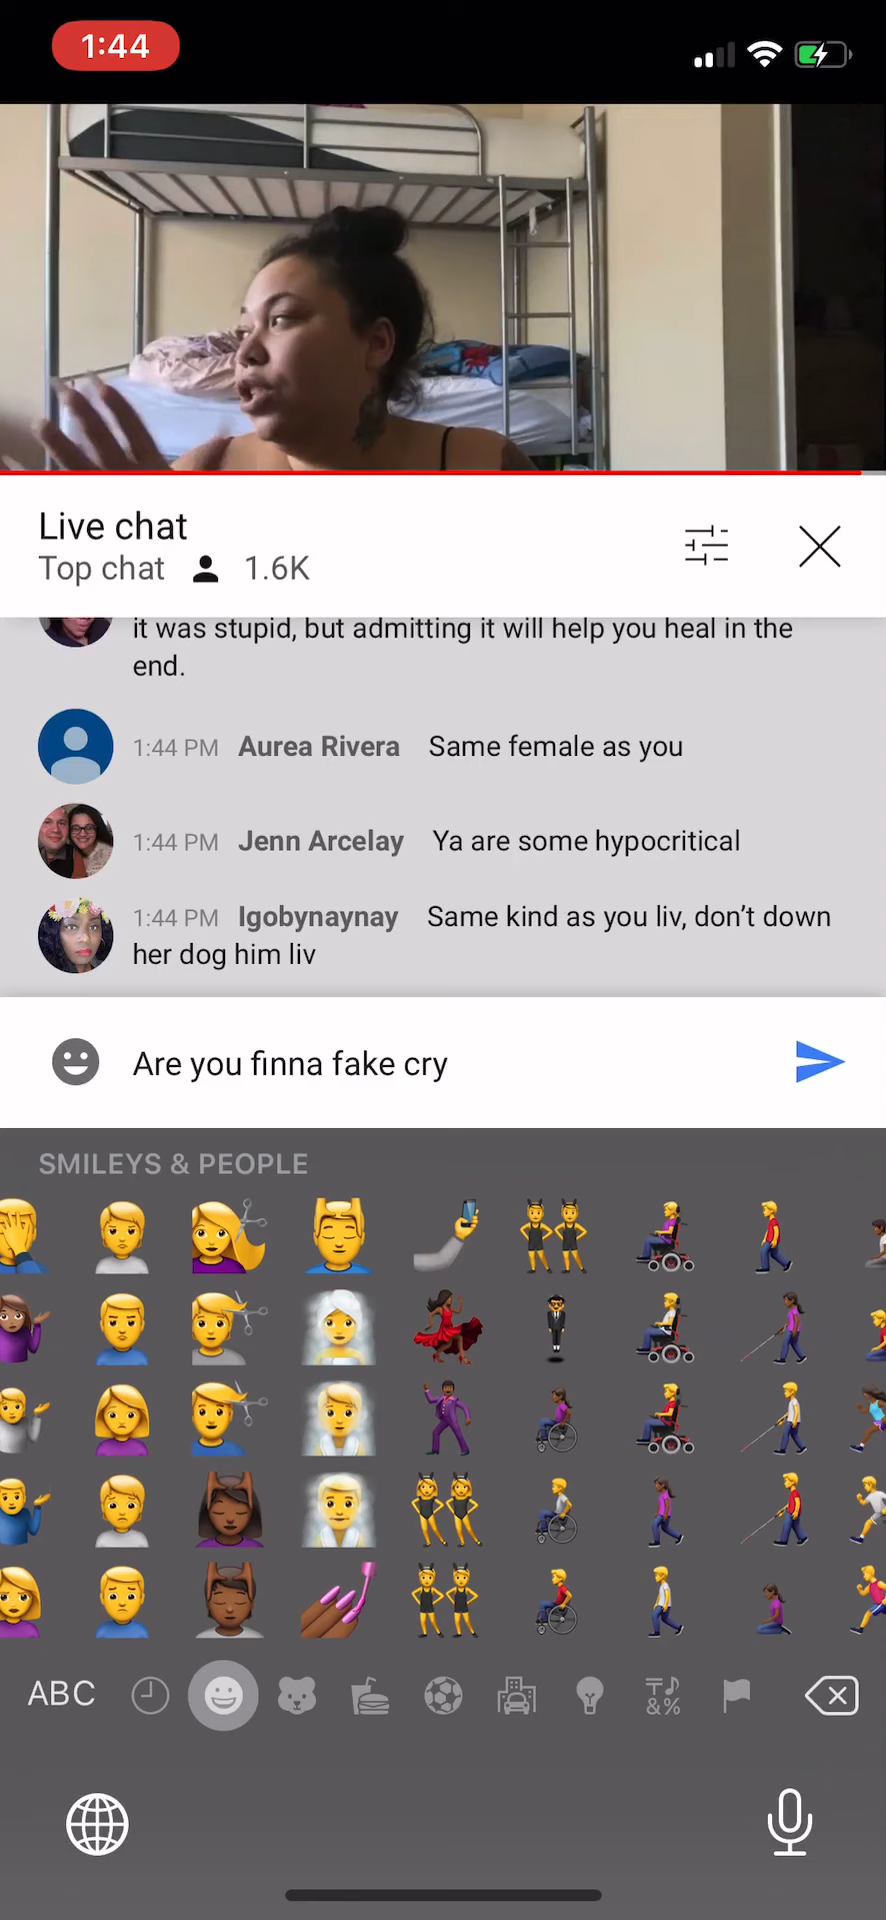 1:44
Live chat
Top chat 1.6K
it was stupid, but admitting it will help you heal in the
end.
1:44 PM Aurea Rivera Same female as you
1:44 PM Jenn Arcelay Ya are some hypocritical
1:44 PM Igobynaynay Same kind as you liv, don’t down
her dog him liv
Are you finna fake cry
SMILEYS & PEOPLE
ABC